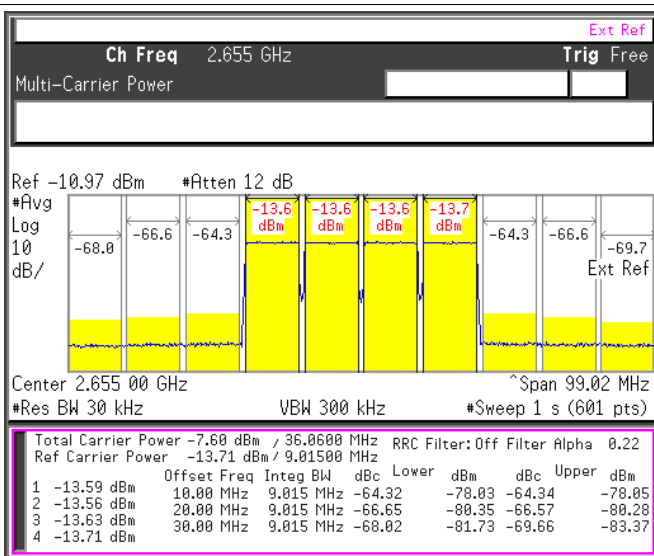 Ext Ref
Ch Freq 2.655 GHz Trig Free
Multi-Carrier Power
Ref -10.97 dBm #Atten 12 dB
#Avg
Log
10
dB/
-68.0 -66.6 -64.3 -13.6 dBm -13.6 dBm -13.6 dBm -13.7 dBm -64.3 -66.6 -69.7
Ext Ref
Center 2.655 00 GHz ^Span 99.02 MHz
#Res BW 30 kHz VBW 300 kHz #Sweep 1 s (601 pts)
Total Carrier Power -7.60 dBm / 36.0600 MHz RRC Filter: Off Filter Alpha 0.22
Ref Carrier Power -13.71 dBm / 9.01500 MHz
Offset Freq Integ BW dBc Lower dBm dBc Upper dBm
1 -13.59 dBm 10.00 MHz 9.015 MHz -64.32 -78.03 -64.34 -78.05
2 -13.56 dBm 20.00 MHz 9.015 MHz -66.65 -80.35 -66.57 -80.28
3 -13.63 dBm 30.00 MHz 9.015 MHz -68.02 -81.73 -69.66 -83.37
4 -13.71 dBm